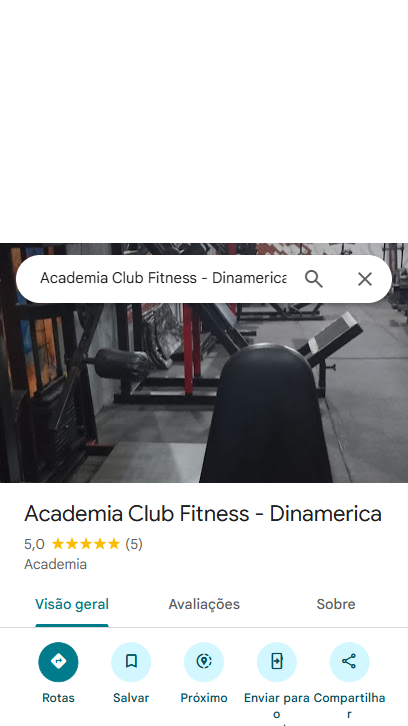 Academia Club Fitness - Dinamerica
Academia Club Fitness - Dinamerica
5,0 (5)
Academia
Visão geral Avaliações Sobre
Rotas Salvar Próximo Enviar para Compartilha
o r